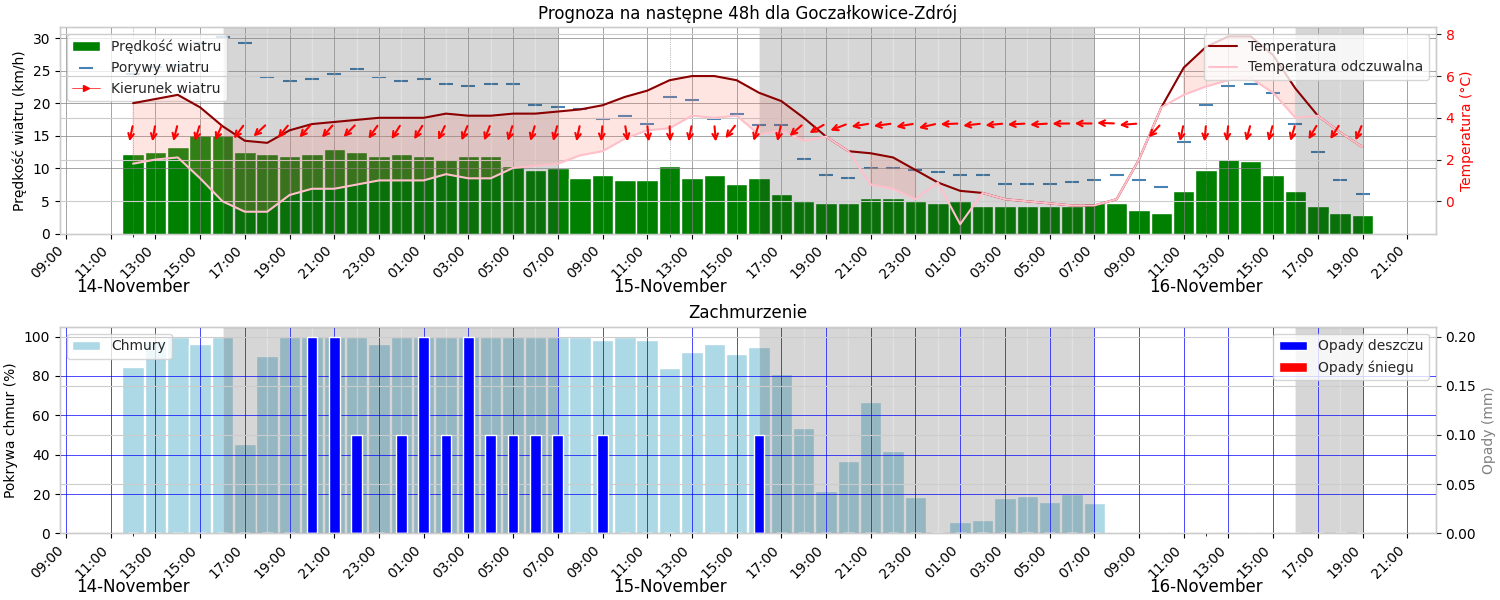 Prognoza na następne 48h dla Goczałkowice-Zdrój
Prędkość wiatru
Porywy wiatru
Kierunek wiatru
Temperatura
Temperatura odczuwalna
Prędkość wiatru (km/h)
30
25
20
15
10
5
0
8
6
4
2
0
Temperatura (°C)
09:00 11:00 13:00 15:00 17:00 19:00 21:00 23:00 01:00 03:00 05:00 07:00 09:00 11:00 13:00 15:00 17:00 19:00 21:00 23:00 01:00 03:00 05:00 07:00 09:00 11:00 13:00 15:00 17:00 19:00 21:00
14-November 15-November 16-November
Zachmurzenie
Chmury
Opady deszczu
Opady śniegu
Pokrywa chmur (%)
100
80
60
40
20
0
0.20
0.15
0.10
0.05
0.00
Opady (mm)
09:00 11:00 13:00 15:00 17:00 19:00 21:00 23:00 01:00 03:00 05:00 07:00 09:00 11:00 13:00 15:00 17:00 19:00 21:00 23:00 01:00 03:00 05:00 07:00 09:00 11:00 13:00 15:00 17:00 19:00 21:00
14-November 15-November 16-November